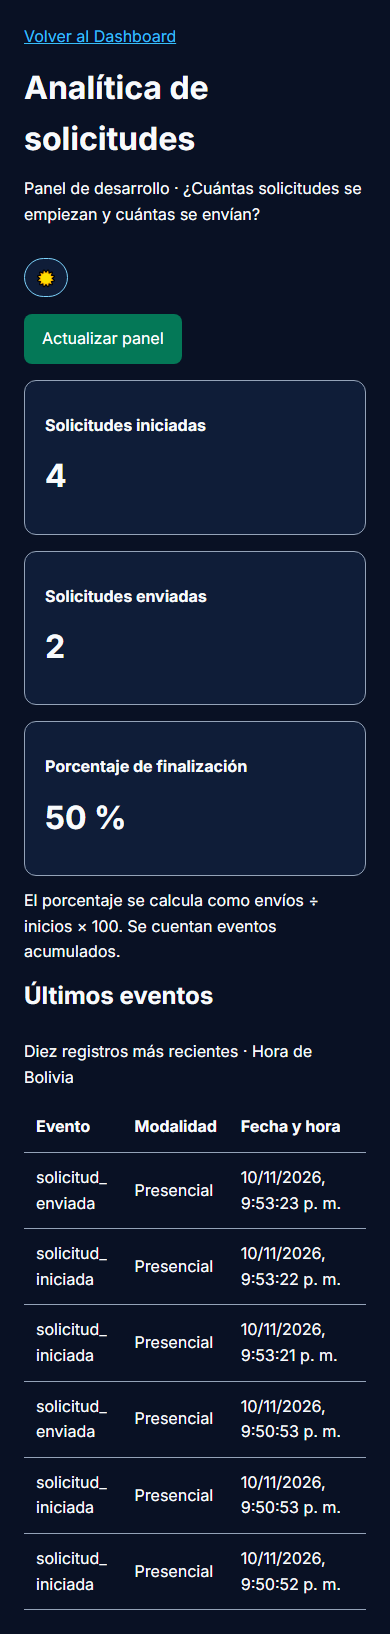 Volver al Dashboard
Analítica de
solicitudes
Panel de desarrollo · ¿Cuántas solicitudes se
empiezan y cuántas se envían?
Actualizar panel
Solicitudes iniciadas
4
Solicitudes enviadas
2
Porcentaje de finalización
50 %
El porcentaje se calcula como envíos ÷
inicios × 100. Se cuentan eventos
acumulados.
Últimos eventos
Diez registros más recientes · Hora de
Bolivia
Evento Modalidad Fecha y hora
solicitud_
enviada
Presencial
10/11/2026,
9:53:23 p. m.
solicitud_
iniciada
Presencial
10/11/2026,
9:53:22 p. m.
solicitud_
iniciada
Presencial
10/11/2026,
9:53:21 p. m.
solicitud_
enviada
Presencial
10/11/2026,
9:50:53 p. m.
solicitud_
iniciada
Presencial
10/11/2026,
9:50:53 p. m.
solicitud_
iniciada
Presencial
10/11/2026,
9:50:52 p. m.